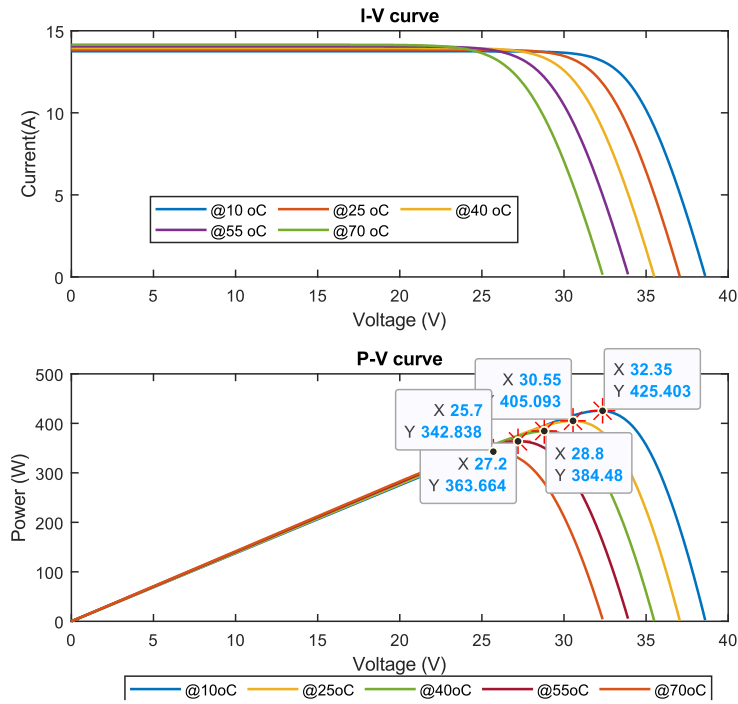 I-V curve
15
10
5
0
Current(A)
@10 oC @25 oC @40 oC
@55 oC @70 oC
0 5 10 15 20 25 30 35 40
Voltage (V)
P-V curve
500
400
300
200
100
0
Power (W)
X 32.35
Y 425.403
X 30.55
405.093
X 25.7
Y 342.838
X 27.2
Y 363.664
X 28.8
Y 384.48
0 5 10 15 20 25 30 35 40
Voltage (V)
@10oC @25oC @40oC @55oC @70oC